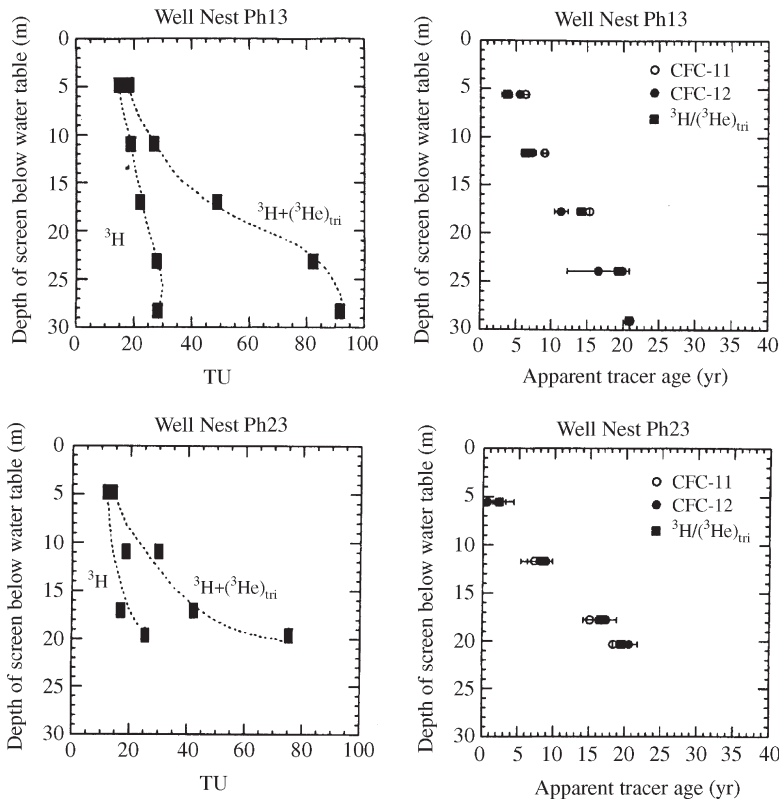 Well Nest Ph13
Depth of screen below water table (m)
0
5
10
15
20
25
30
³H
³H+(³He)tri
0
20
40
60
80
100
TU
Well Nest Ph13
Depth of screen below water table (m)
0
5
10
15
20
25
30
CFC-11
CFC-12
³H/(³He)tri
0
5
10
15
20
25
30
35
40
Apparent tracer age (yr)
Well Nest Ph23
Depth of screen below water table (m)
0
5
10
15
20
25
30
³H
³H+(³He)tri
0
20
40
60
80
100
TU
Well Nest Ph23
Depth of screen below water table (m)
0
5
10
15
20
25
30
CFC-11
CFC-12
³H/(³He)tri
0
5
10
15
20
25
30
35
40
Apparent tracer age (yr)